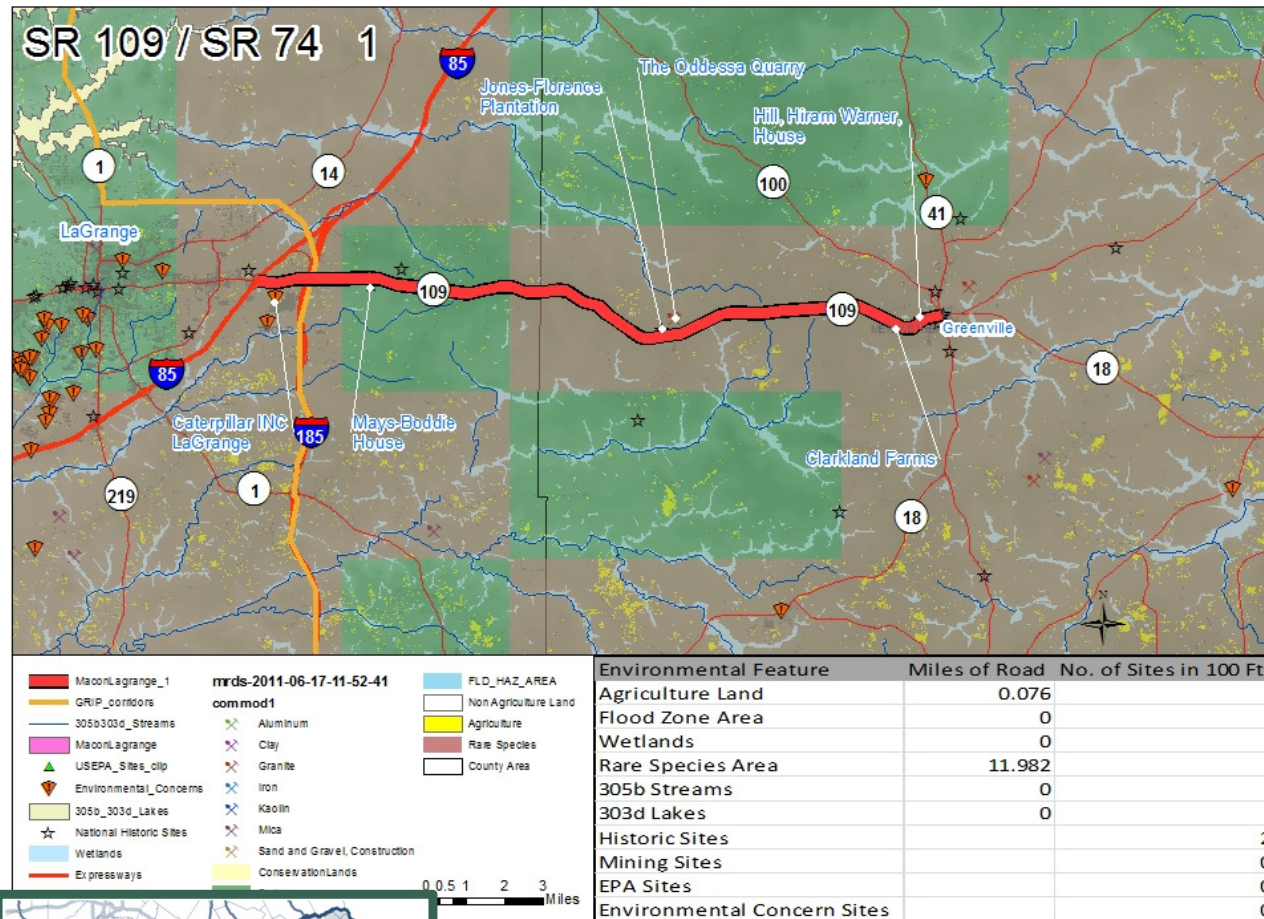 SR 109 / SR 74 1
85
The Oddessa Quarry
Jones-Florence
Plantation
Hill, Hiram Warner,
House
1
14
100
41
LaGrange
109
109
Greenville
18
85
Caterpillar INC
LaGrange
185
Mays-Boddie
House
Clarkland Farms
219
1
18
N
MaconLagrange_1
GRIP_corridors
305b303d_Streams
MaconLagrange
USEPA_Sites_clip
Environmental_Concerns
305b_303d_Lakes
National Historic Sites
Wetlands
Expressways
mrds-2011-06-17-11-52-41
commod1
Aluminum
Clay
Granite
Iron
Kaolin
Mica
Sand and Gravel, Construction
ConservationLands
FLD_HAZ_AREA
Non Agriculture Land
Agriculture
Rare Species
County Area
0 0.5 1 2 3
Miles
Environmental Feature Miles of Road No. of Sites in 100 Ft
Agriculture Land 0.076
Flood Zone Area 0
Wetlands 0
Rare Species Area 11.982
305b Streams 0
303d Lakes 0
Historic Sites 2
Mining Sites 0
EPA Sites 0
Environmental Concern Sites 0